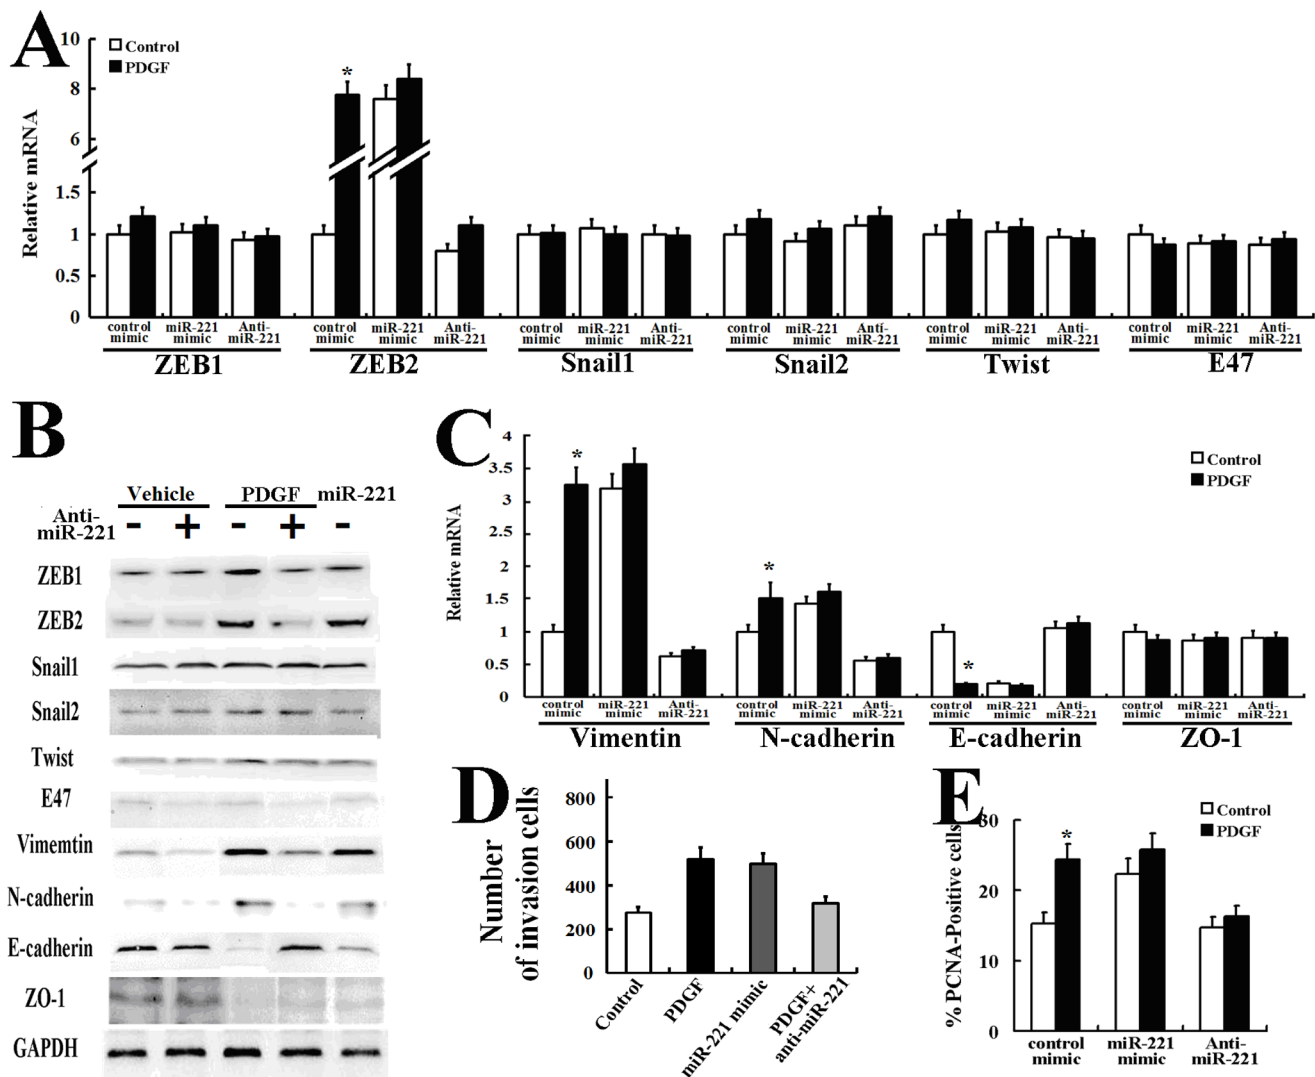 A
10
8
6
1.5
1
0.5
0
Relative mRNA
Control
PDGF
*
control mimic
miR-221 mimic
Anti-miR-221
ZEB1
control mimic
miR-221 mimic
Anti-miR-221
ZEB2
control mimic
miR-221 mimic
Anti-miR-221
Snail1
control mimic
miR-221 mimic
Anti-miR-221
Snail2
control mimic
miR-221 mimic
Anti-miR-221
Twist
control mimic
miR-221 mimic
Anti-miR-221
E47
B
Vehicle PDGF miR-221
Anti-
miR-221 - + - + -
ZEB1
ZEB2
Snail1
Snail2
Twist
E47
Vimemtin
N-cadherin
E-cadherin
ZO-1
GAPDH
C
4
3.5
3
2.5
2
1.5
1
0.5
0
Relative mRNA
Control
PDGF
*
*
*
control mimic
miR-221 mimic
Anti-miR-221
Vimentin
control mimic
miR-221 mimic
Anti-miR-221
N-cadherin
control mimic
miR-221 mimic
Anti-miR-221
E-cadherin
control mimic
miR-221 mimic
Anti-miR-221
ZO-1
D
Number
of invasion cells
800
600
400
200
0
Control
PDGF
miR-221 mimic
PDGF+
anti-miR-221
E
% PCNA-Positive cells
30
20
10
0
Control
PDGF
*
control mimic
miR-221 mimic
Anti-miR-221